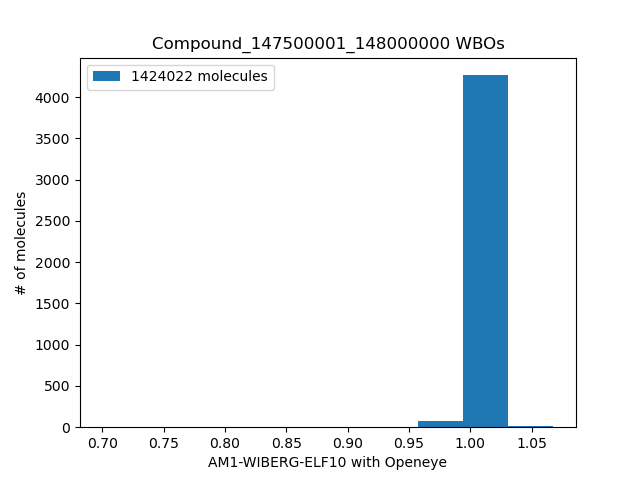 Compound_147500001_148000000 WBOs
1424022 molecules
# of molecules
4000
3500
3000
2500
2000
1500
1000
500
0
0.70 0.75 0.80 0.85 0.90 0.95 1.00 1.05
AM1-WIBERG-ELF10 with Openeye